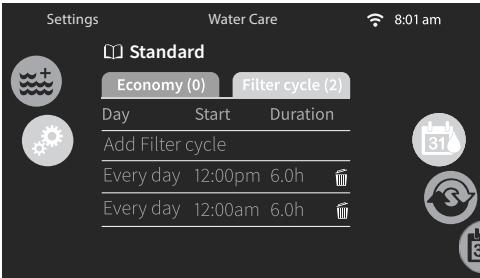 Settings Water Care 8:01 am
Standard
Economy (0) Filter cycle (2)
Day Start Duration
Add Filter cycle
Every day 12:00pm 6.0h
Every day 12:00am 6.0h
31